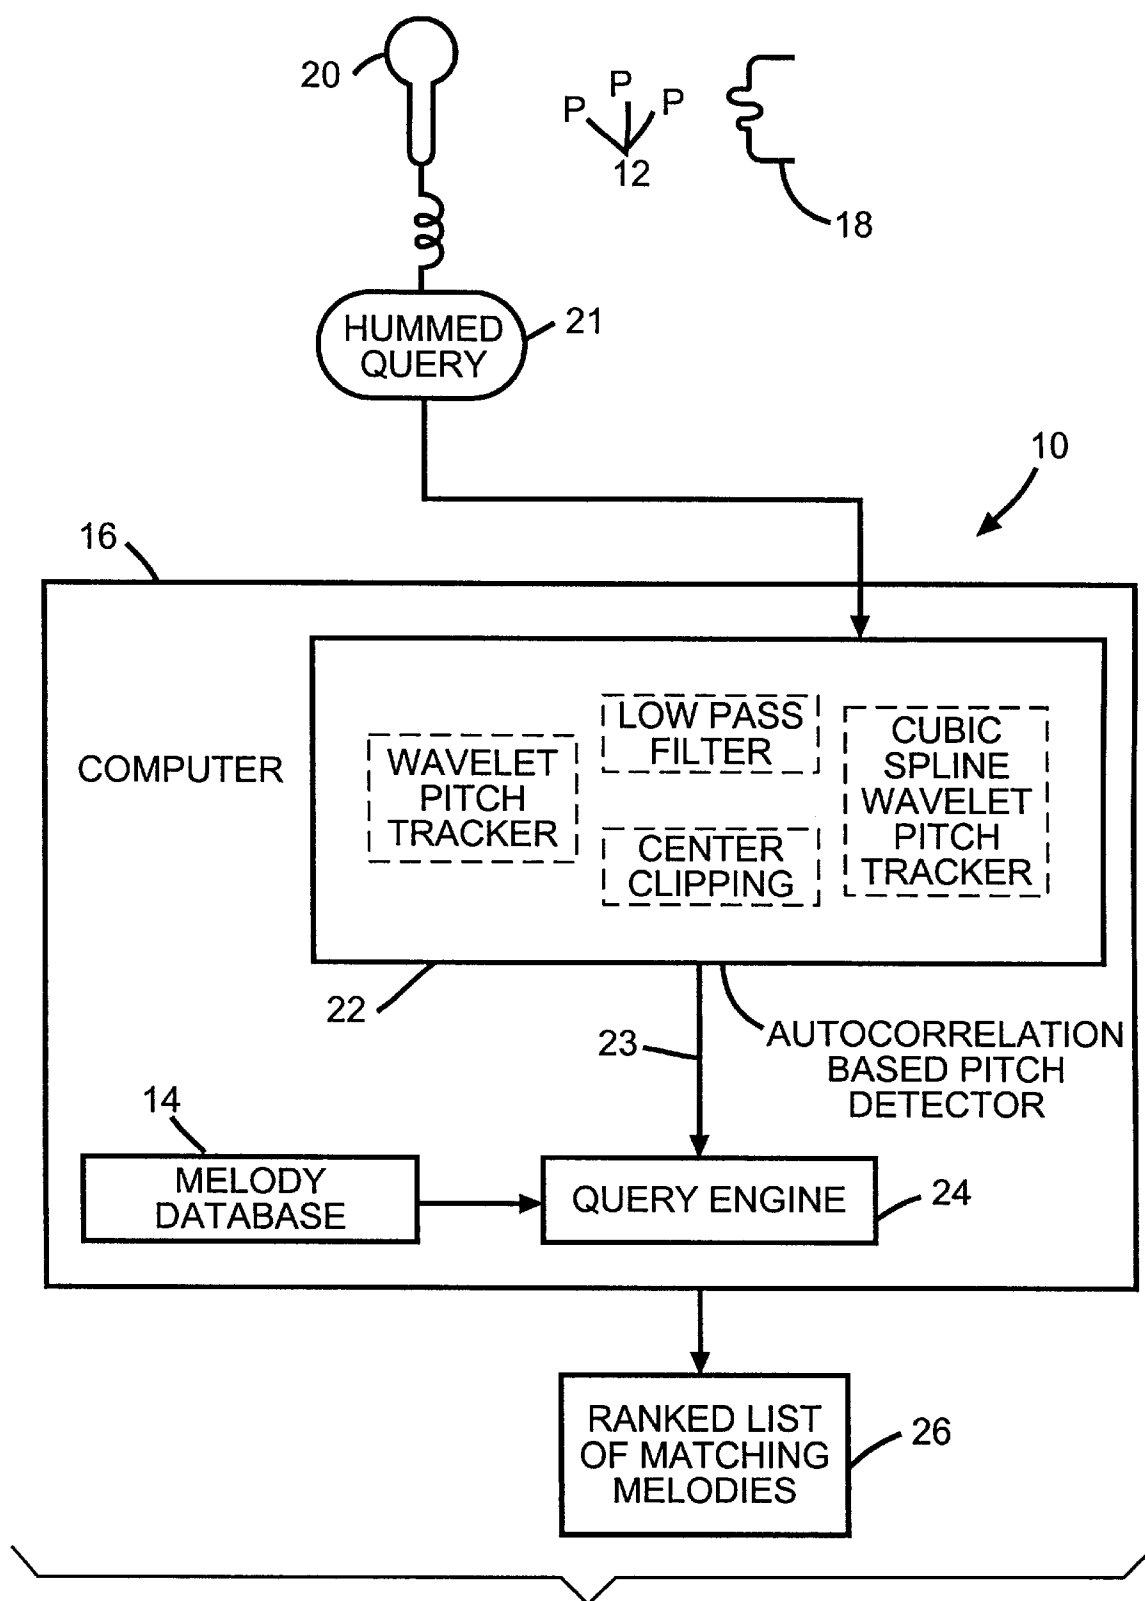 20
P P P
12
18
HUMMED
QUERY
21
10
16
COMPUTER
WAVELET
PITCH
TRACKER
LOW PASS
FILTER
CENTER
CLIPPING
CUBIC
SPLINE
WAVELET
PITCH
TRACKER
22
23
AUTOCORRELATION
BASED PITCH
DETECTOR
14
MELODY
DATABASE
QUERY ENGINE
24
RANKED LIST
OF MATCHING
MELODIES
26